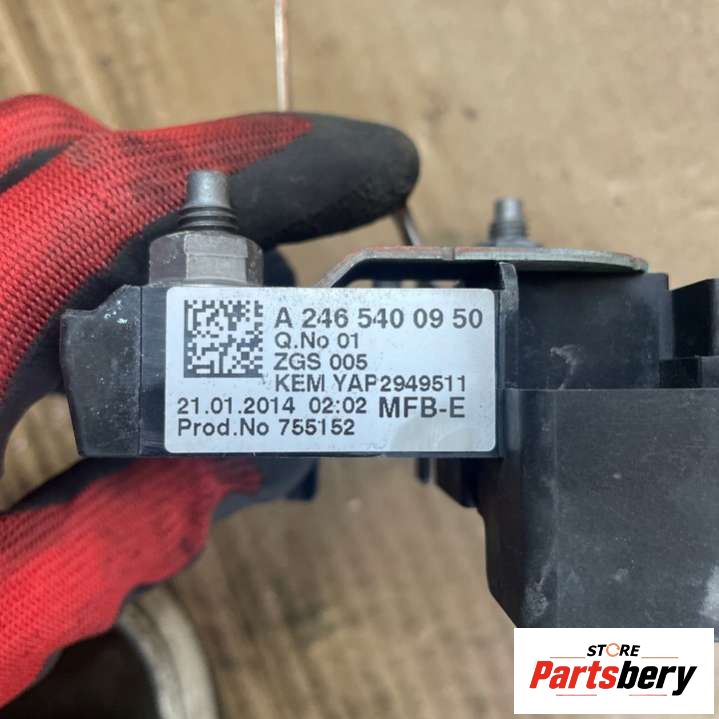 A 246 540 09 50
Q.No 01
ZGS 005
KEM YAP2949511
21.01.2014 02:02 MFB-E
Prod.No 755152
STORE
Partsbery